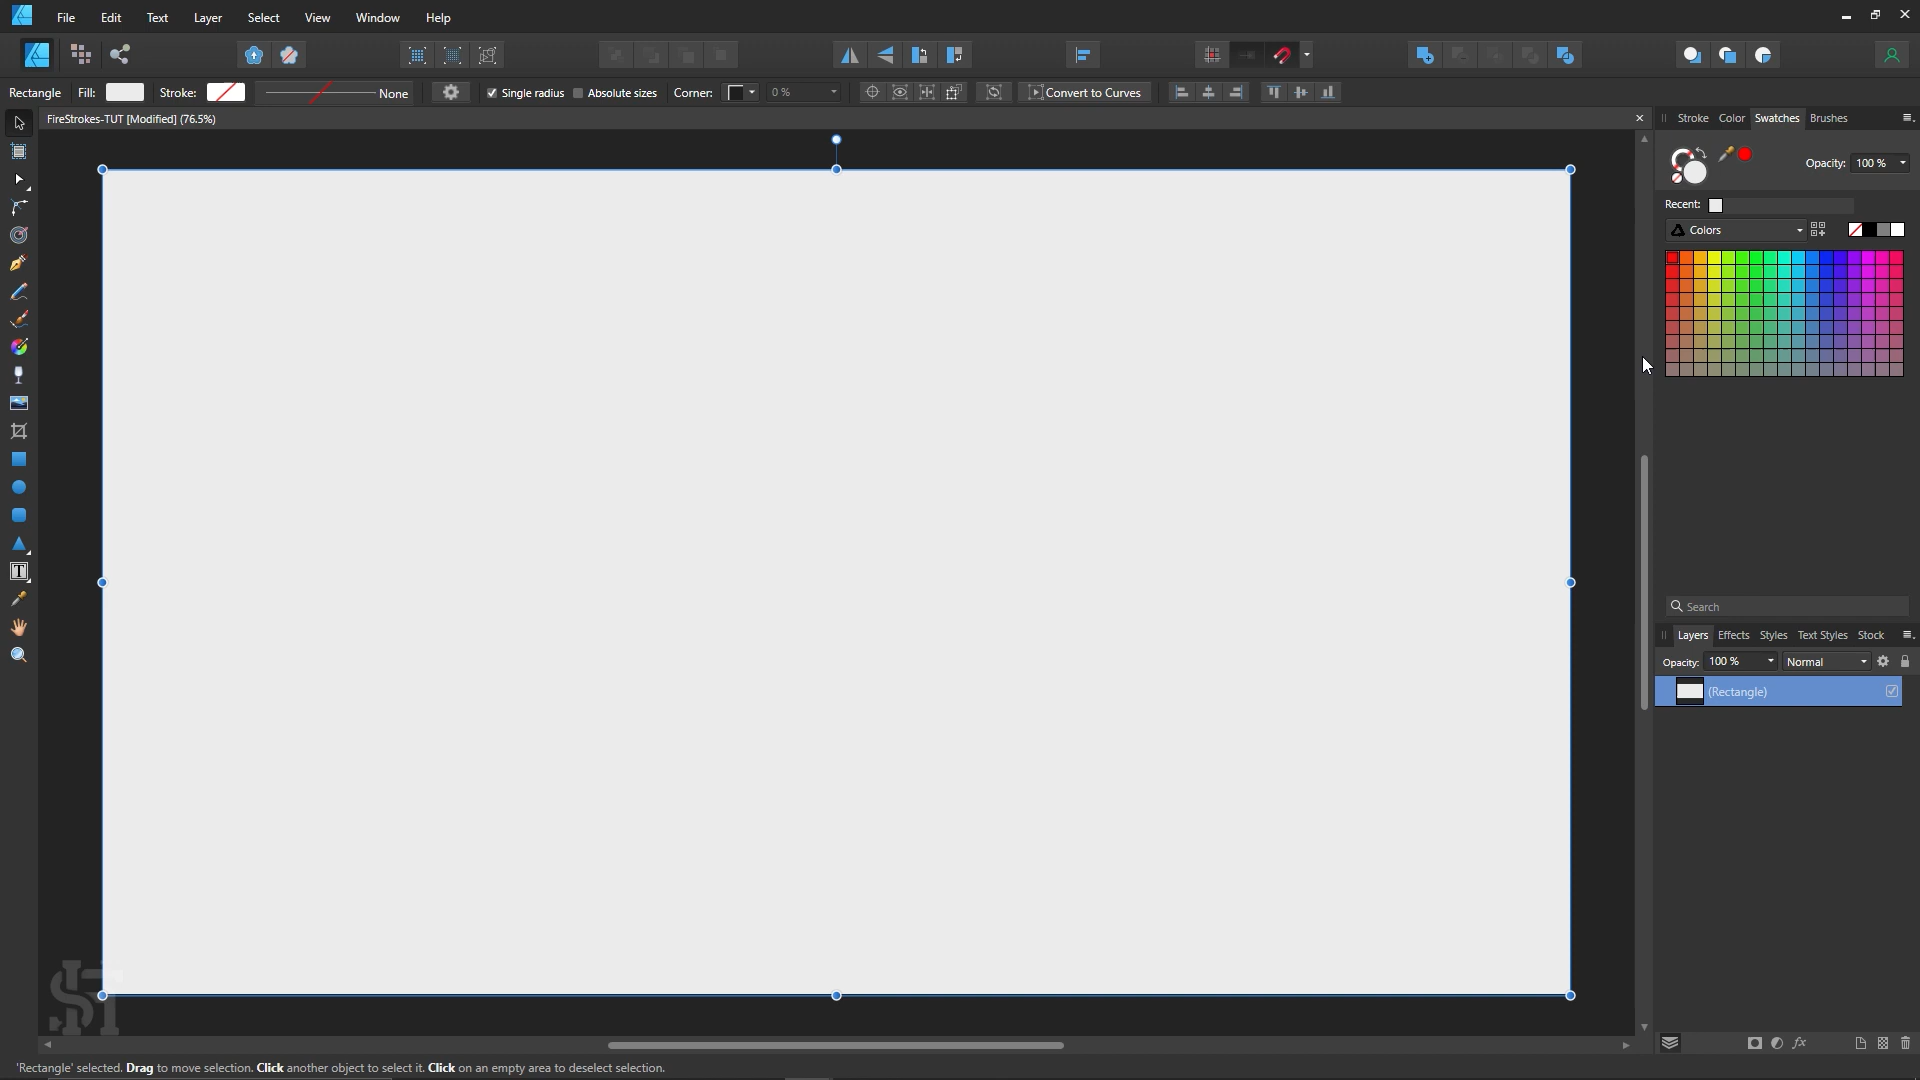 File Edit Text Layer Select View Window Help
Rectangle Fill: Stroke: None Single radius Absolute sizes Corner: 0 % Convert to Curves
FireStrokes-TUT [Modified] (76.5%)
Stroke Color Swatches Brushes
Opacity: 100 %
Recent:
Colors
Search
Layers Effects Styles Text Styles Stock
Opacity: 100 % Normal
(Rectangle)
'Rectangle' selected. Drag to move selection. Click another object to select it. Click on an empty area to deselect selection.